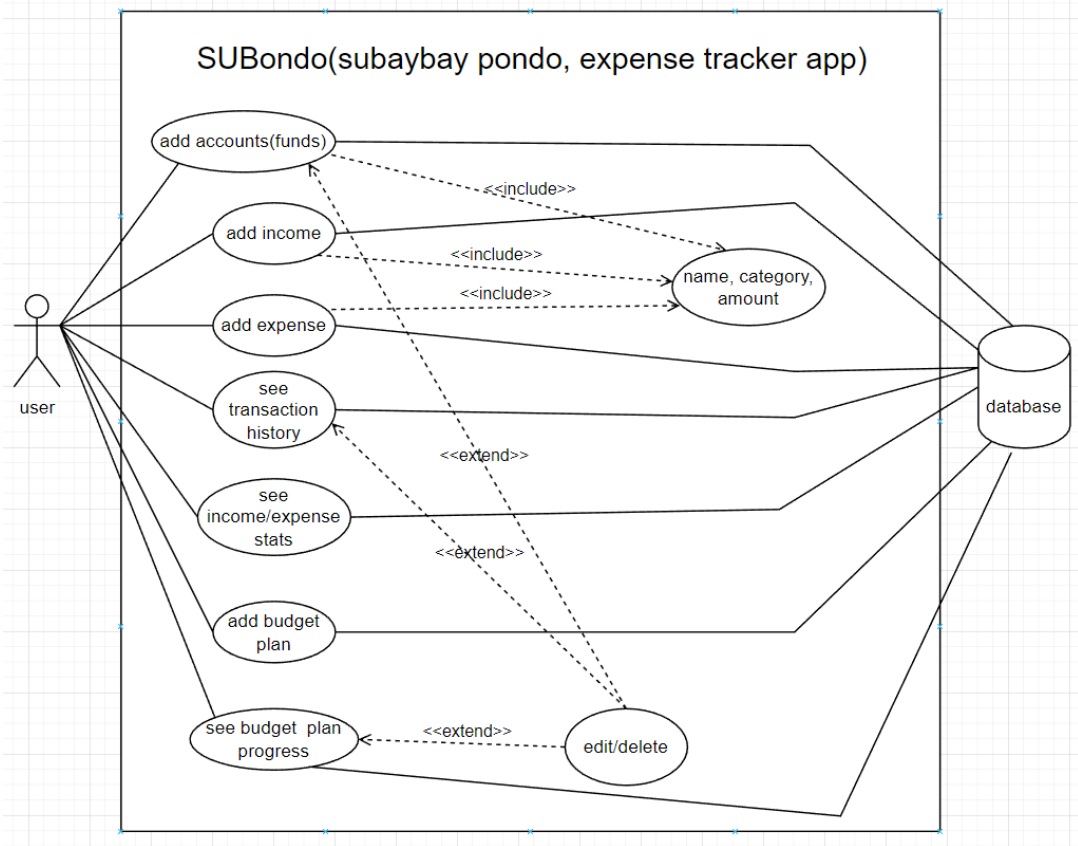 SUBondo(subaybay pondo, expense tracker app)
add accounts(funds)
<<include>>
add income
<<include>>
name, category,
amount
<<include>>
add expense
user
see
transaction
history
database
<<extend>>
see
income/expense
stats
<<extend>>
add budget
plan
see budget plan
progress
<<extend>>
edit/delete